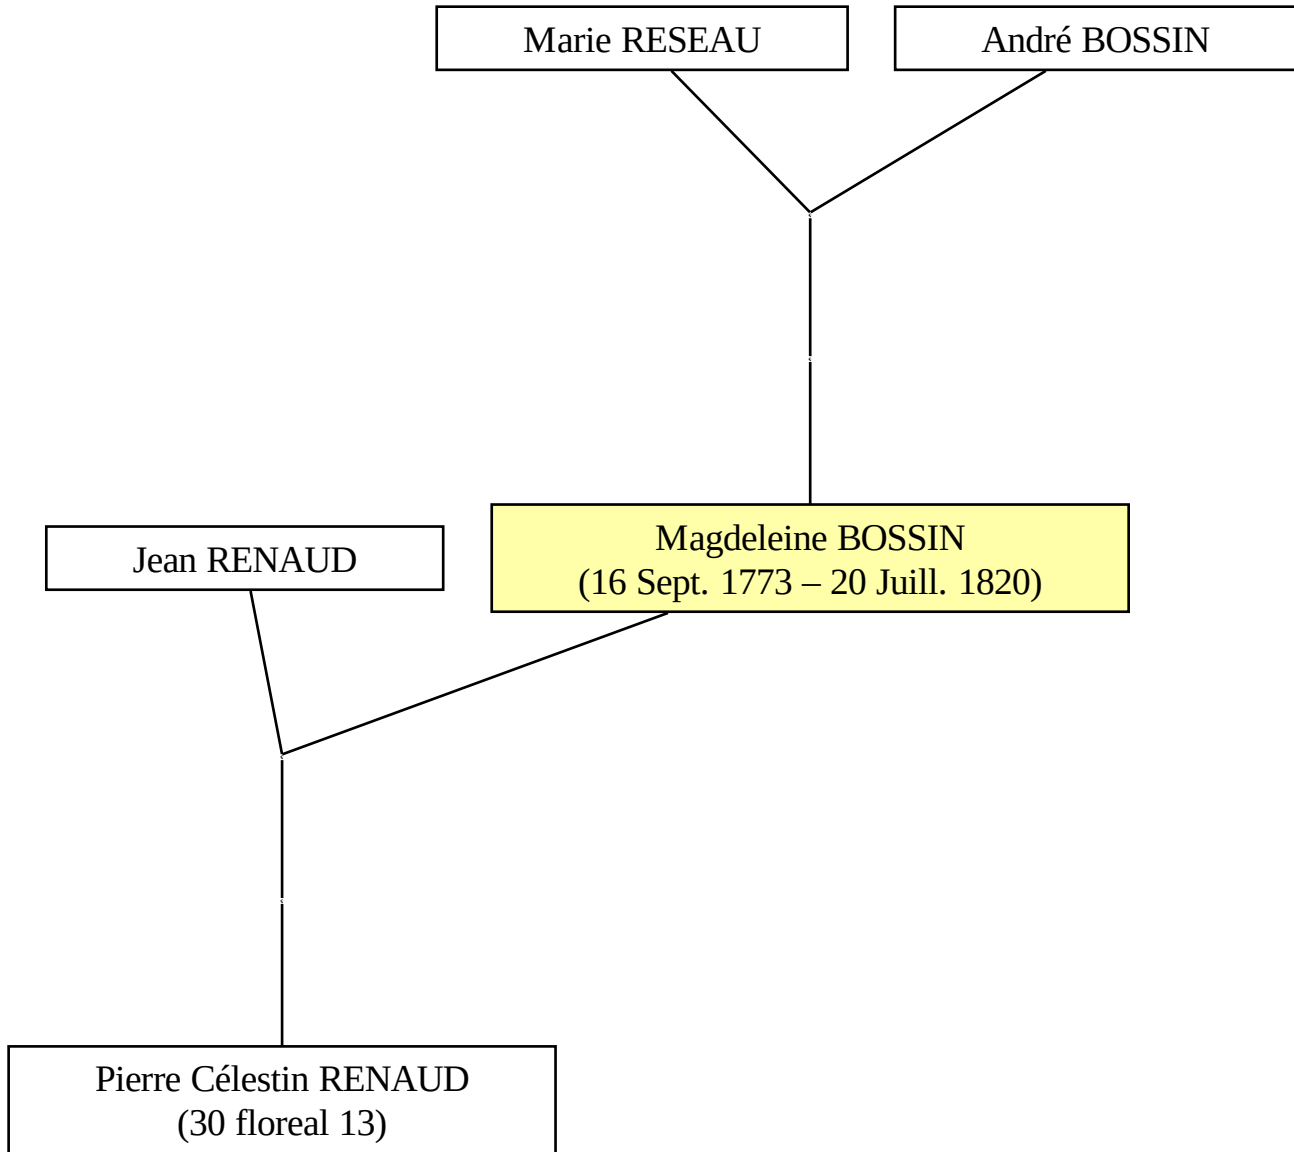 Marie RESEAU
André BOSSIN
Jean RENAUD
Magdeleine BOSSIN
(16 Sept. 1773 – 20 Juill. 1820)
Pierre Célestin RENAUD
(30 floreal 13)